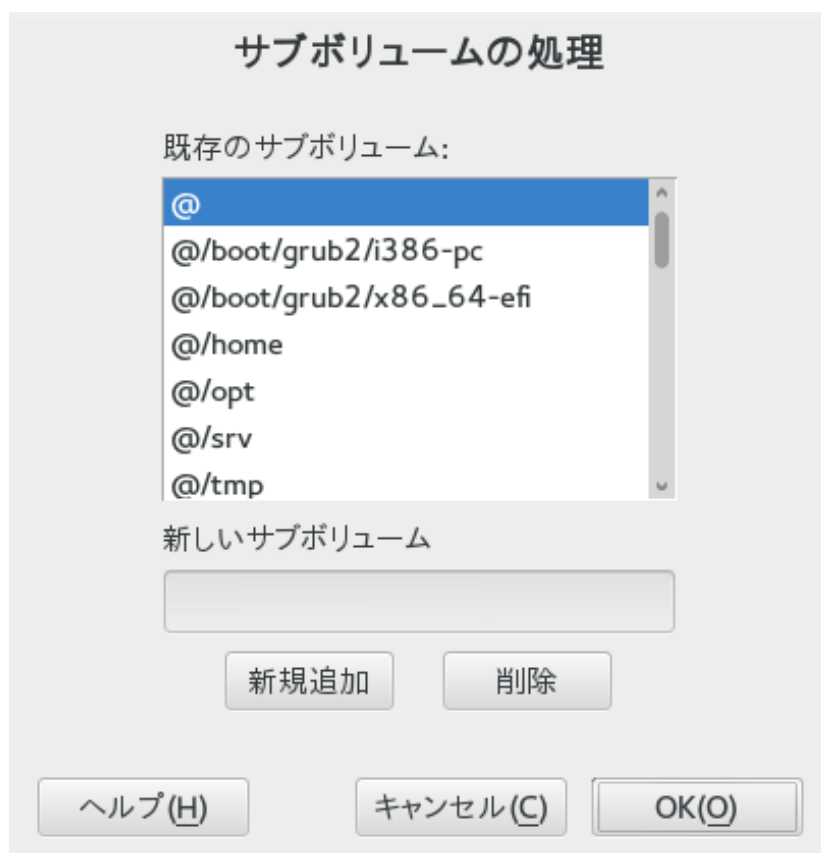 サブボリュームの処理
既存のサブボリューム:
@
@/boot/grub2/i386-pc
@/boot/grub2/x86_64-efi
@/home
@/opt
@/srv
@/tmp
新しいサブボリューム
新規追加 削除
ヘルプ(H) キャンセル(C) OK(O)